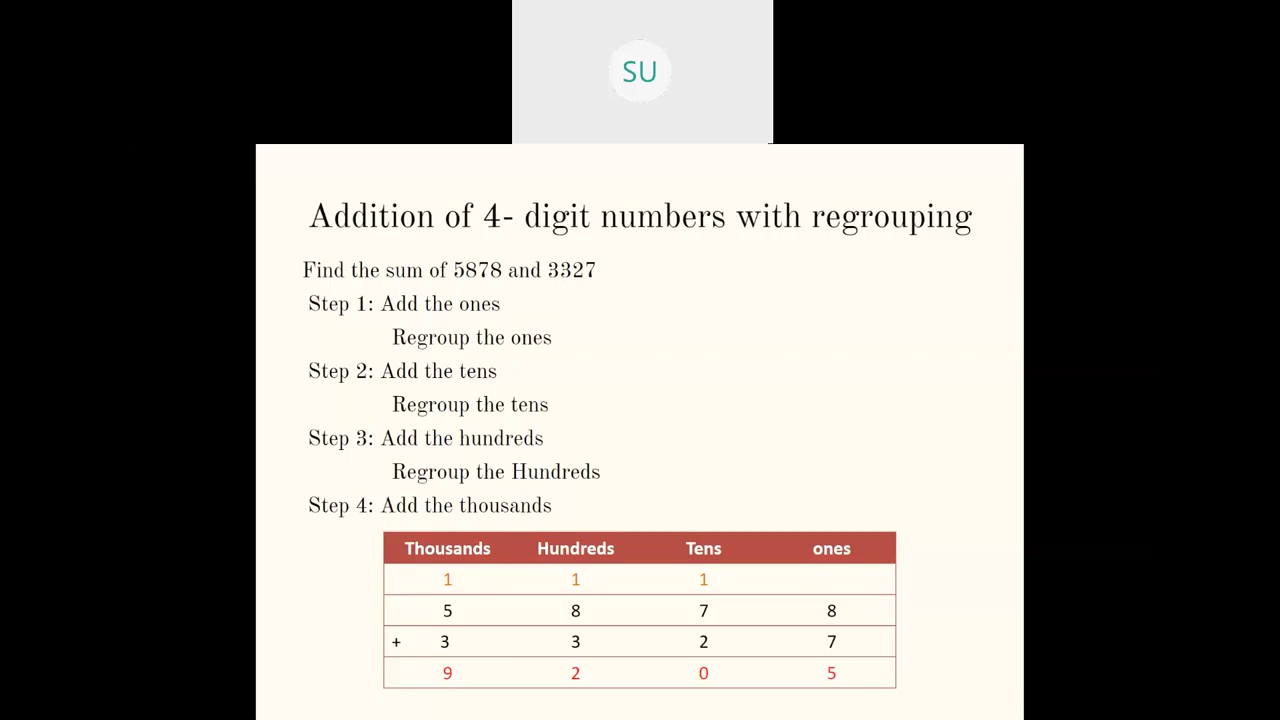 SU
Addition of 4- digit numbers with regrouping
Find the sum of 5878 and 3327
Step 1: Add the ones
Regroup the ones
Step 2: Add the tens
Regroup the tens
Step 3: Add the hundreds
Regroup the Hundreds
Step 4: Add the thousands
Thousands Hundreds Tens ones
1 1 1
5 8 7 8
+ 3 3 2 7
9 2 0 5